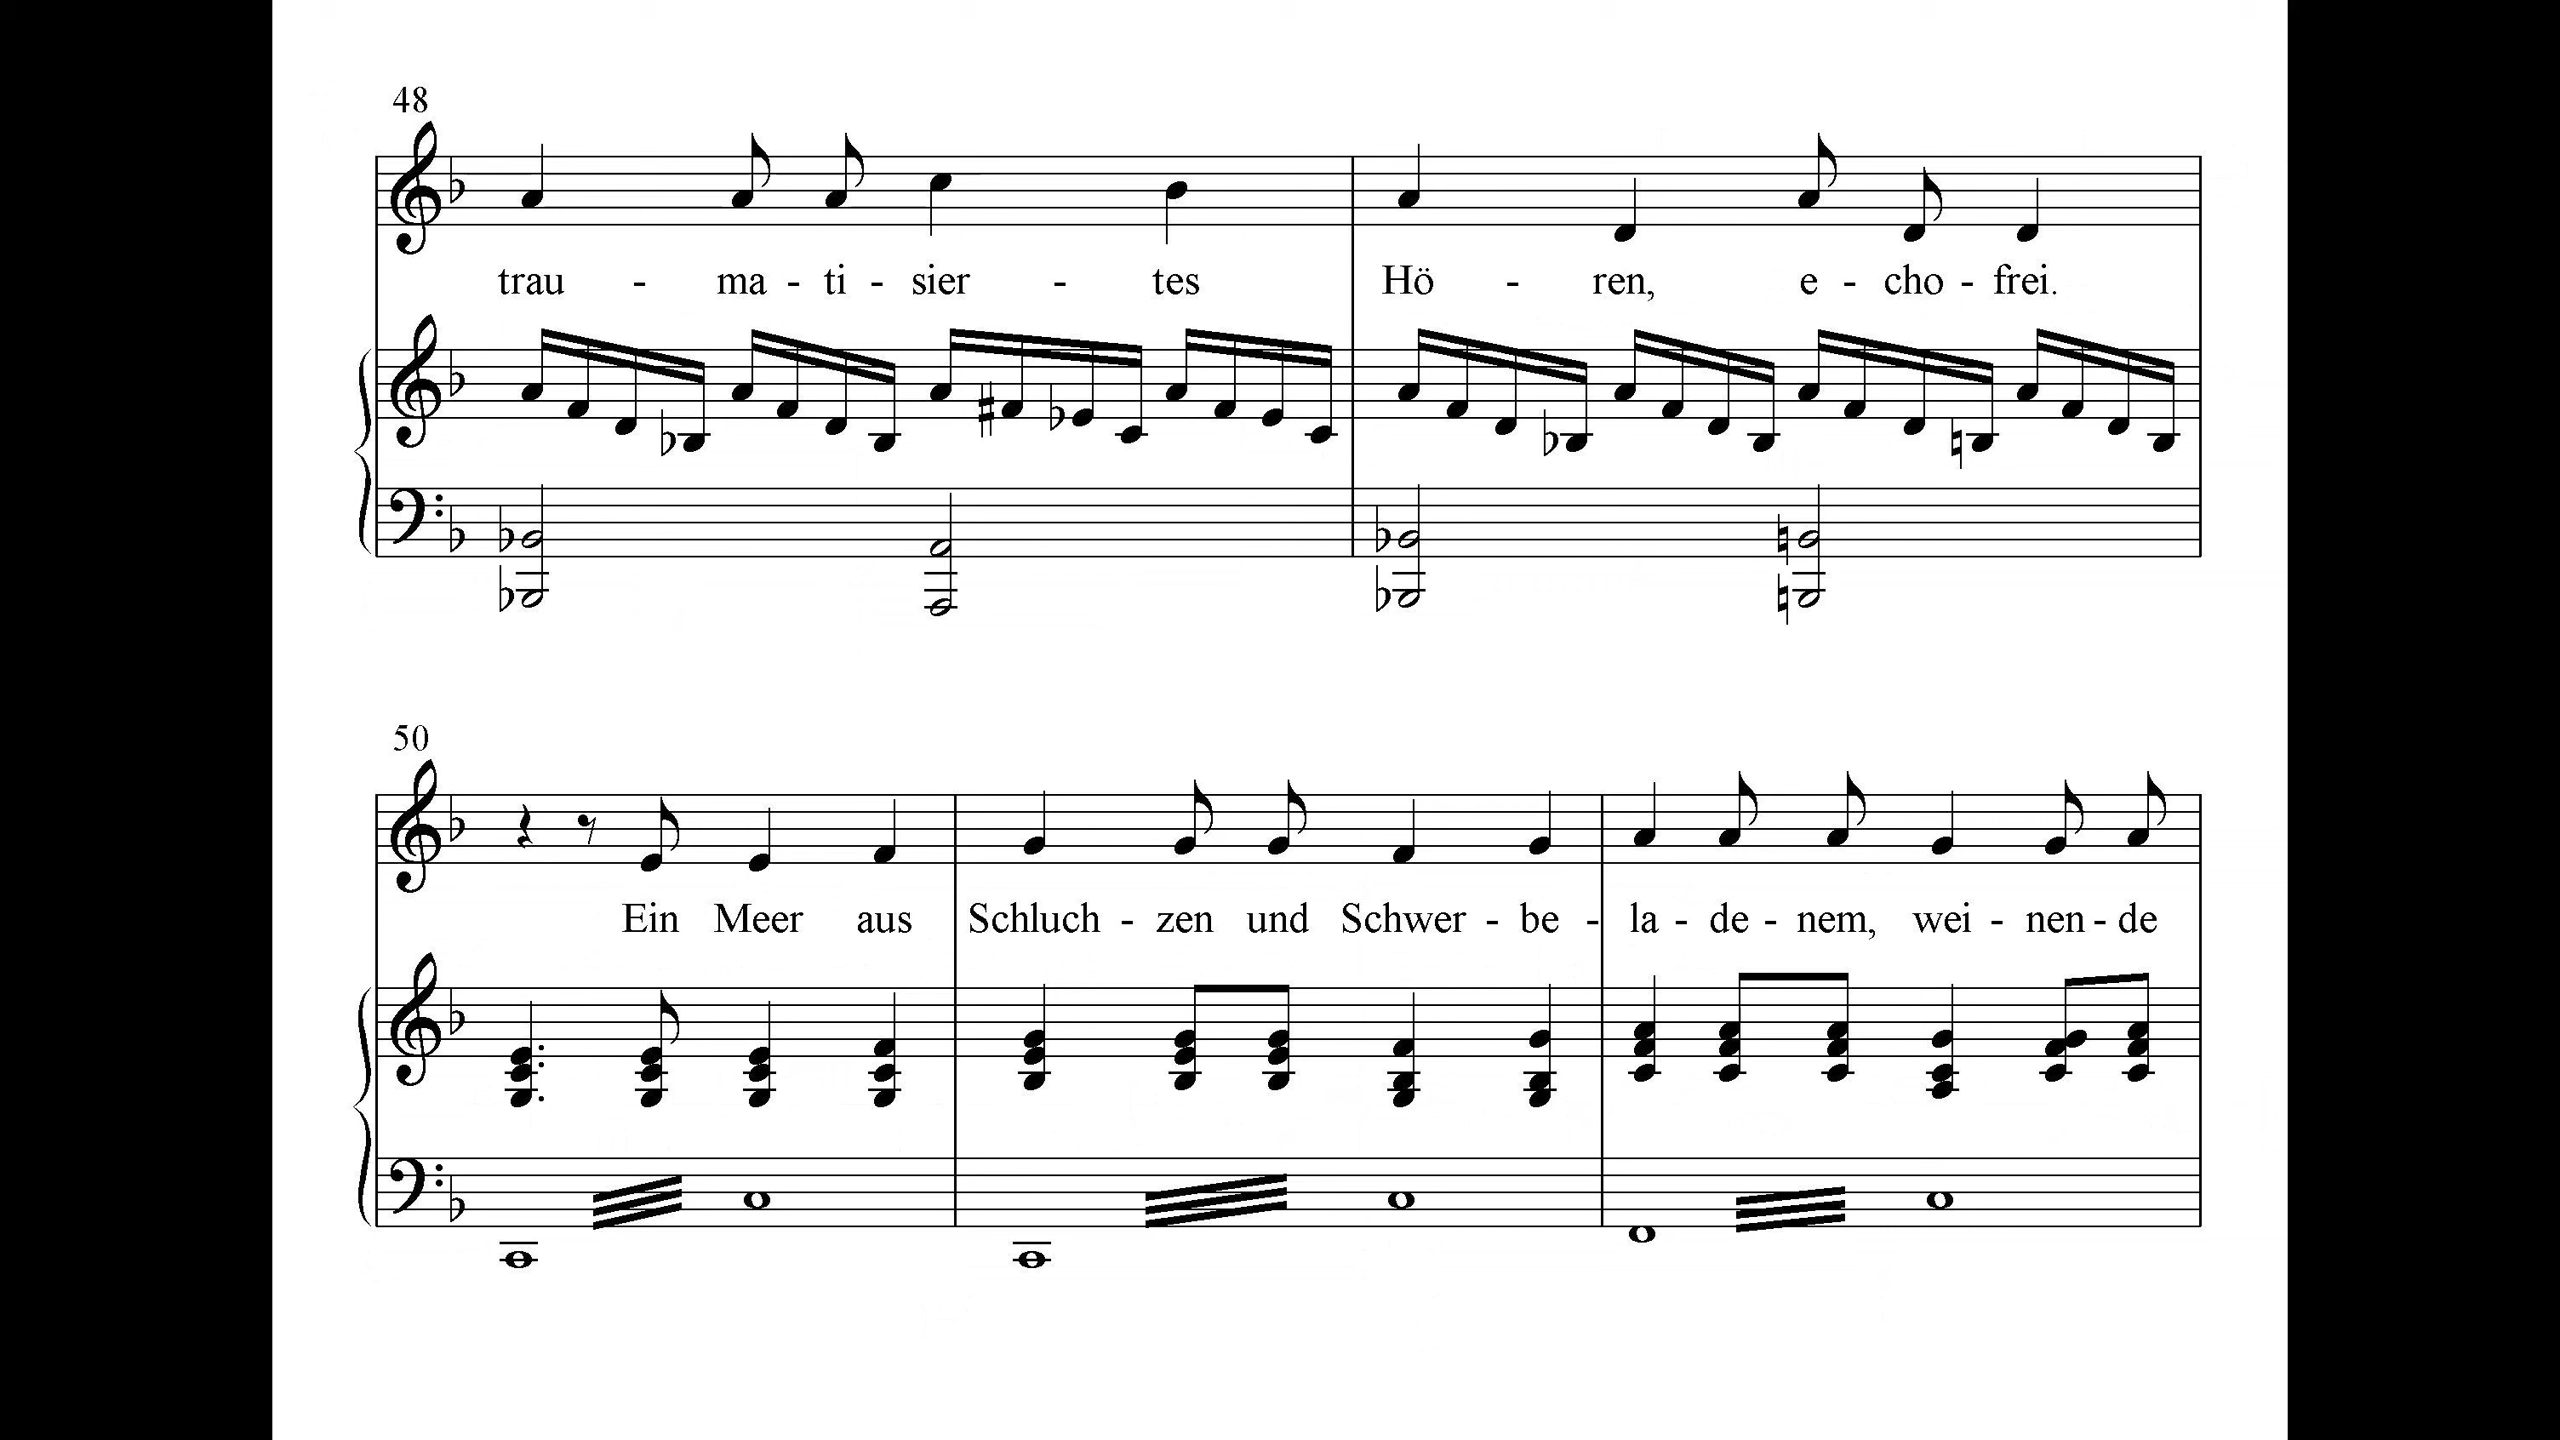 48
trau - ma - ti - sier - tes Hö - ren, e - cho - frei.
50
Ein Meer aus Schluch - zen und Schwer - be - la - de - nem, wei - nen - de